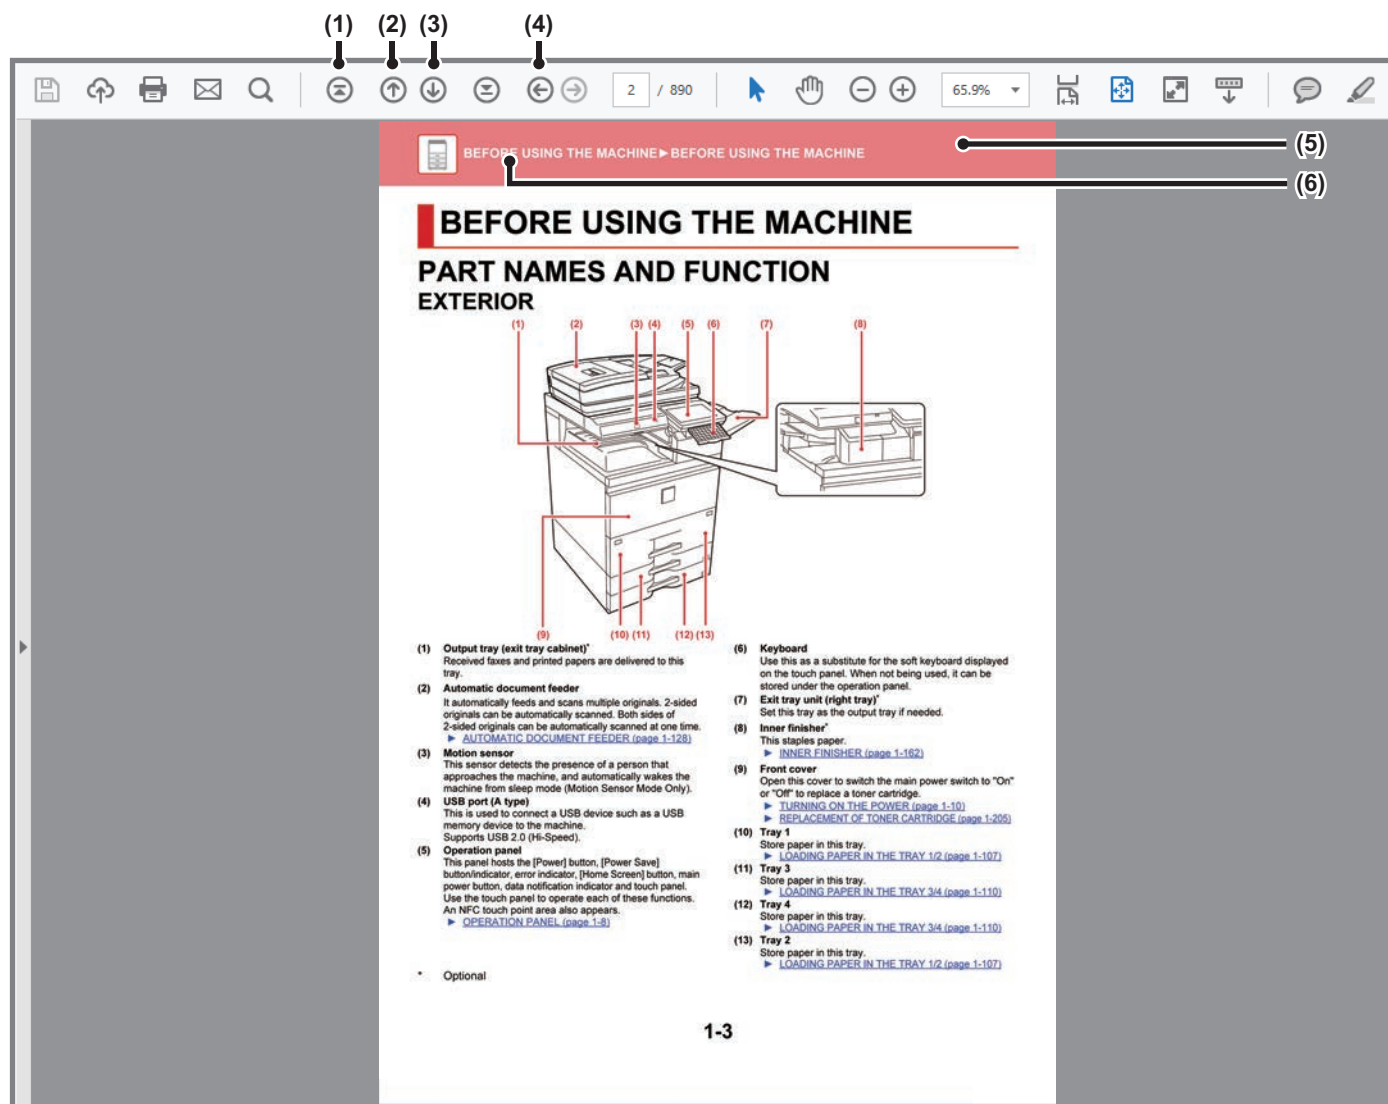 (1) (2) (3) (4)
2 / 890 65.9%
BEFORE USING THE MACHINE►BEFORE USING THE MACHINE
(5)
(6)
BEFORE USING THE MACHINE
PART NAMES AND FUNCTION
EXTERIOR
(1) (2) (3) (4) (5) (6) (7) (8)
(9) (10) (11) (12) (13)
(1) Output tray (exit tray cabinet)*
Received faxes and printed papers are delivered to this
tray.
(2) Automatic document feeder
It automatically feeds and scans multiple originals. 2-sided
originals can be automatically scanned. Both sides of
2-sided originals can be automatically scanned at one time.
► AUTOMATIC DOCUMENT FEEDER (page 1-128)
(3) Motion sensor
This sensor detects the presence of a person that
approaches the machine, and automatically wakes the
machine from sleep mode (Motion Sensor Mode Only).
(4) USB port (A type)
This is used to connect a USB device such as a USB
memory device to the machine.
Supports USB 2.0 (Hi-Speed).
(5) Operation panel
This panel hosts the [Power] button, [Power Save]
button/indicator, error indicator, [Home Screen] button, main
power button, data notification indicator and touch panel.
Use the touch panel to operate each of these functions.
An NFC touch point area also appears.
► OPERATION PANEL (page 1-8)
* Optional
(6) Keyboard
Use this as a substitute for the soft keyboard displayed
on the touch panel. When not being used, it can be
stored under the operation panel.
(7) Exit tray unit (right tray)*
Set this tray as the output tray if needed.
(8) Inner finisher*
This staples paper.
► INNER FINISHER (page 1-162)
(9) Front cover
Open this cover to switch the main power switch to "On"
or "Off" to replace a toner cartridge.
► TURNING ON THE POWER (page 1-10)
► REPLACEMENT OF TONER CARTRIDGE (page 1-205)
(10) Tray 1
Store paper in this tray.
► LOADING PAPER IN THE TRAY 1/2 (page 1-107)
(11) Tray 3
Store paper in this tray.
► LOADING PAPER IN THE TRAY 3/4 (page 1-110)
(12) Tray 4
Store paper in this tray.
► LOADING PAPER IN THE TRAY 3/4 (page 1-110)
(13) Tray 2
Store paper in this tray.
► LOADING PAPER IN THE TRAY 1/2 (page 1-107)
1-3